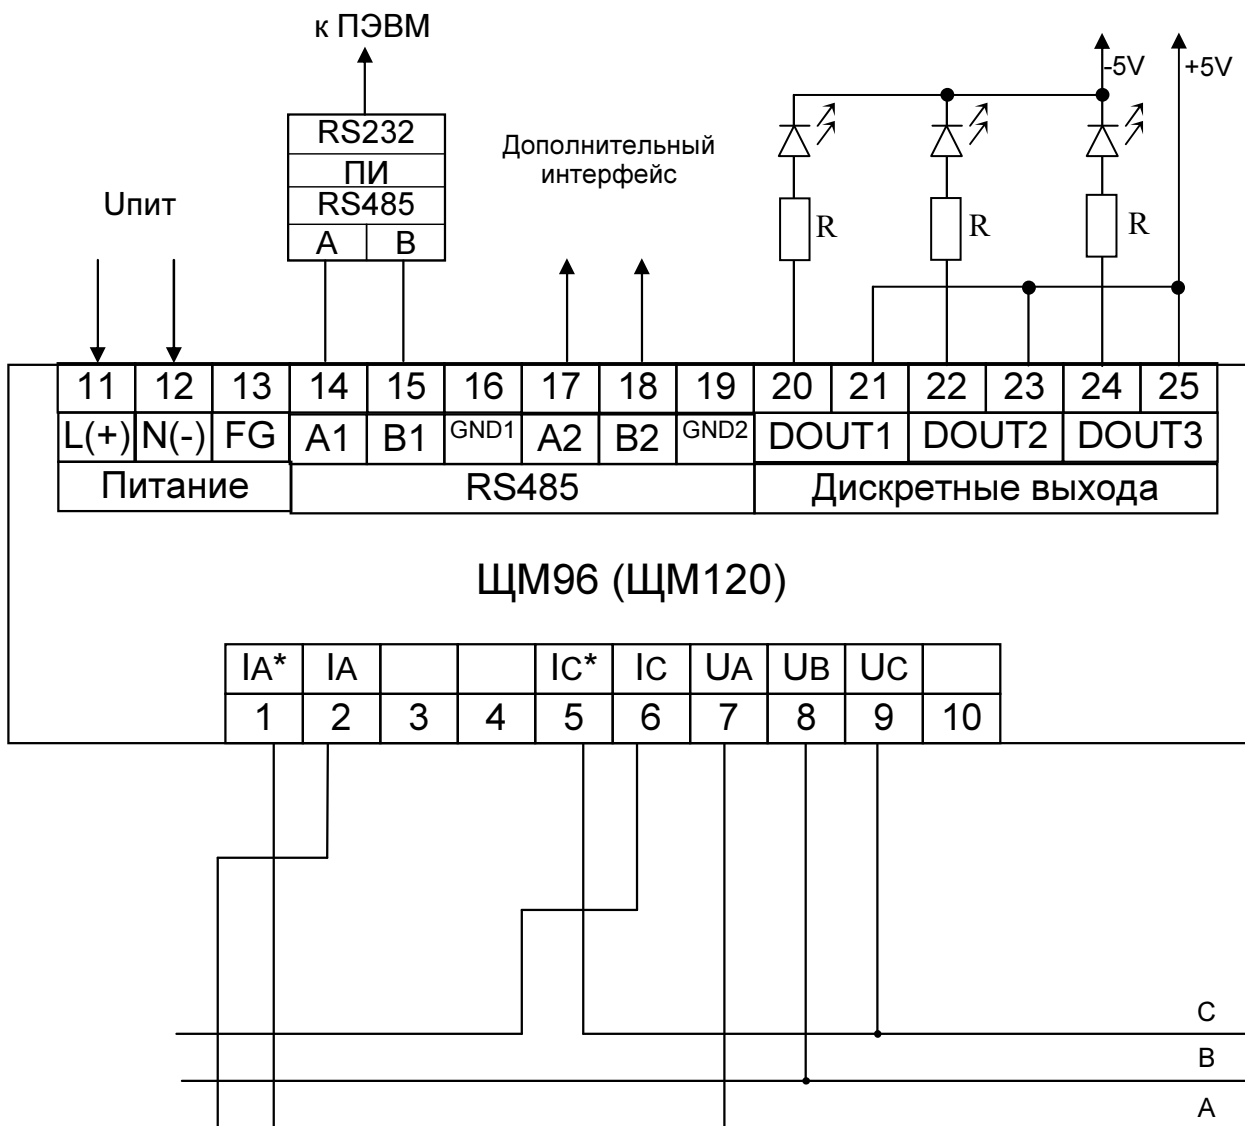 к ПЭВМ
-5V
+5V
RS232
ПИ
RS485
A B
Дополнительный
интерфейс
Uпит
R
R
R
11 12 13 14 15 16 17 18 19 20 21 22 23 24 25
L(+) N(-) FG A1 B1 GND1 A2 B2 GND2 DOUT1 DOUT2 DOUT3
Питание RS485 Дискретные выхода
ЩМ96 (ЩМ120)
IA* IA IC* IC UA UB UC
1 2 3 4 5 6 7 8 9 10
C
B
A